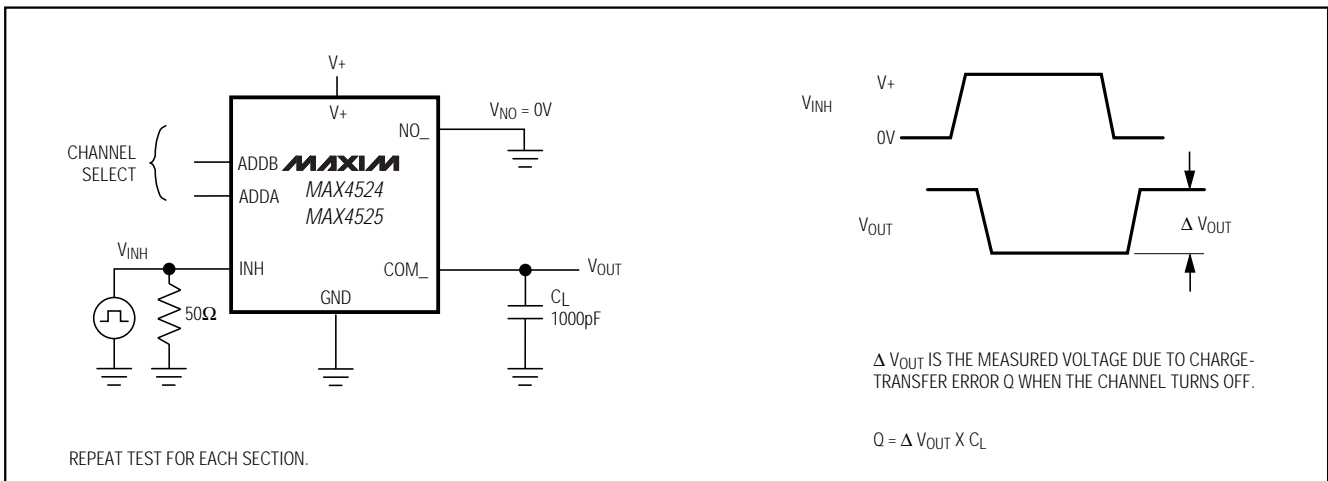 V+
V+
V_NO = 0V
NO_
CHANNEL
SELECT
ADDB
MAXIM
ADDA
MAX4524
MAX4525
V_INH
INH
COM_
V_OUT
GND
50Ω
C_L
1000pF
REPEAT TEST FOR EACH SECTION.
V_INH
V+
0V
V_OUT
Δ V_OUT
Δ V_OUT IS THE MEASURED VOLTAGE DUE TO CHARGE-
TRANSFER ERROR Q WHEN THE CHANNEL TURNS OFF.
Q = Δ V_OUT X C_L